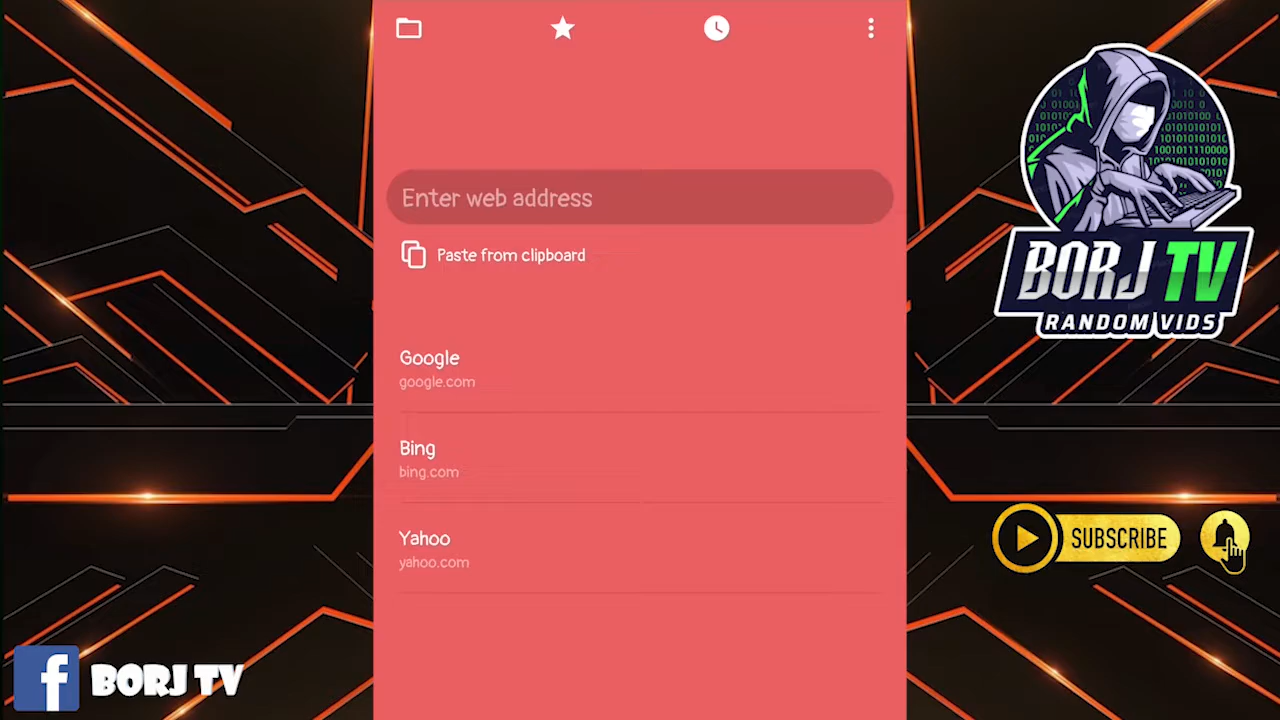 Enter web address
Paste from clipboard
Google
google.com
Bing
bing.com
Yahoo
yahoo.com
BORJ TV
RANDOM VIDS
SUBSCRIBE
f BORJ TV